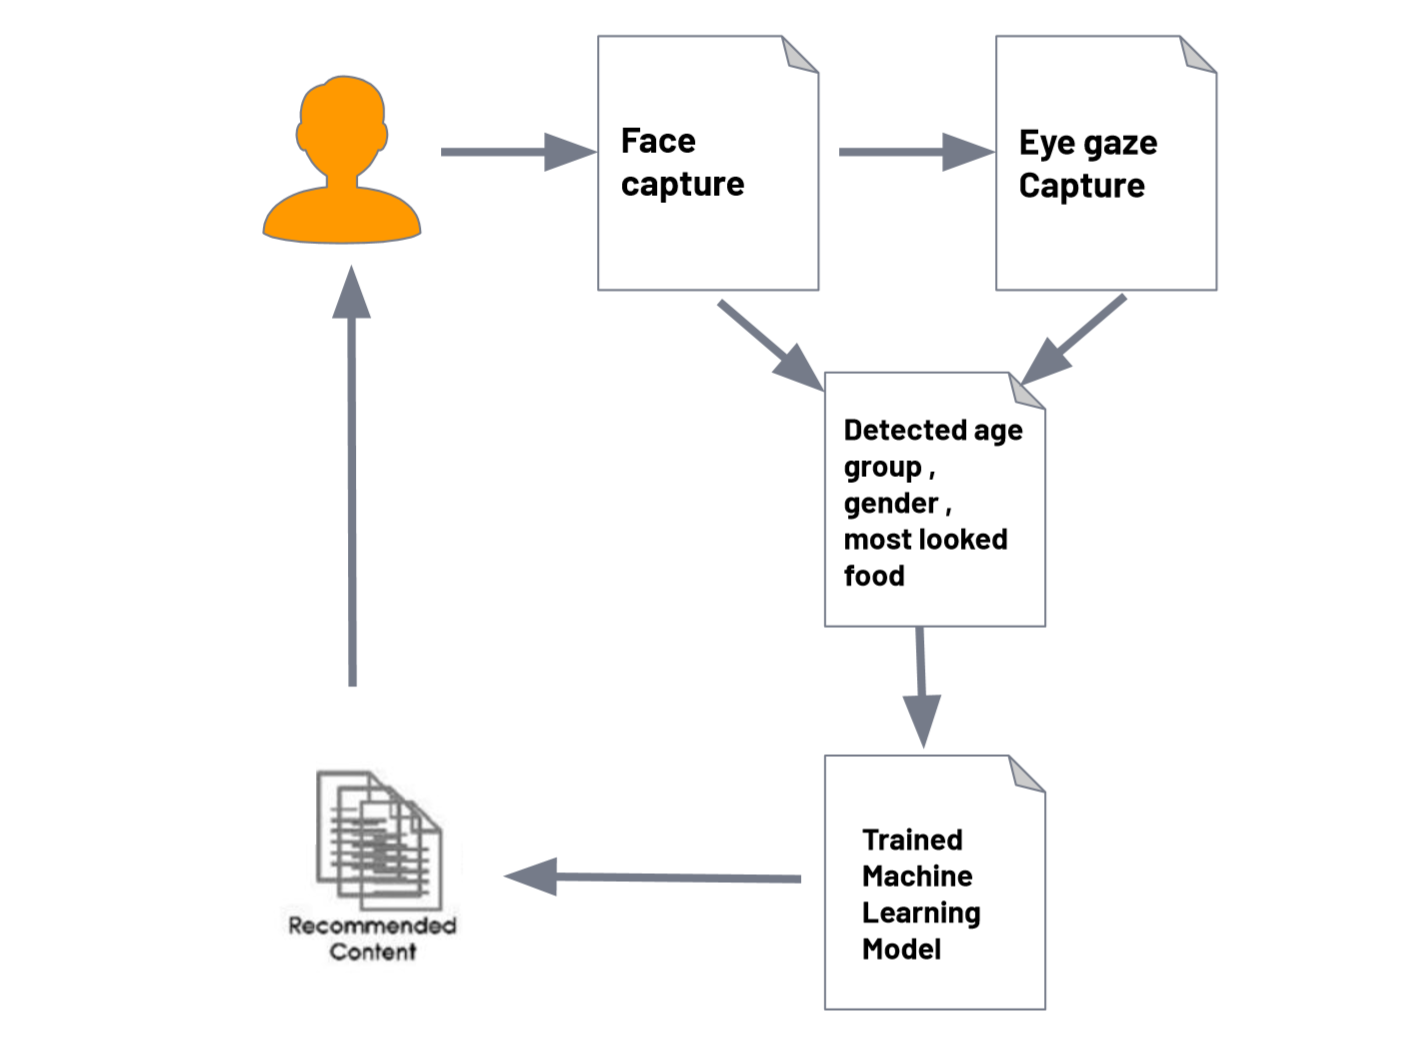 Face
capture
Eye gaze
Capture
Detected age
group ,
gender ,
most looked
food
Trained
Machine
Learning
Model
Recommended
Content